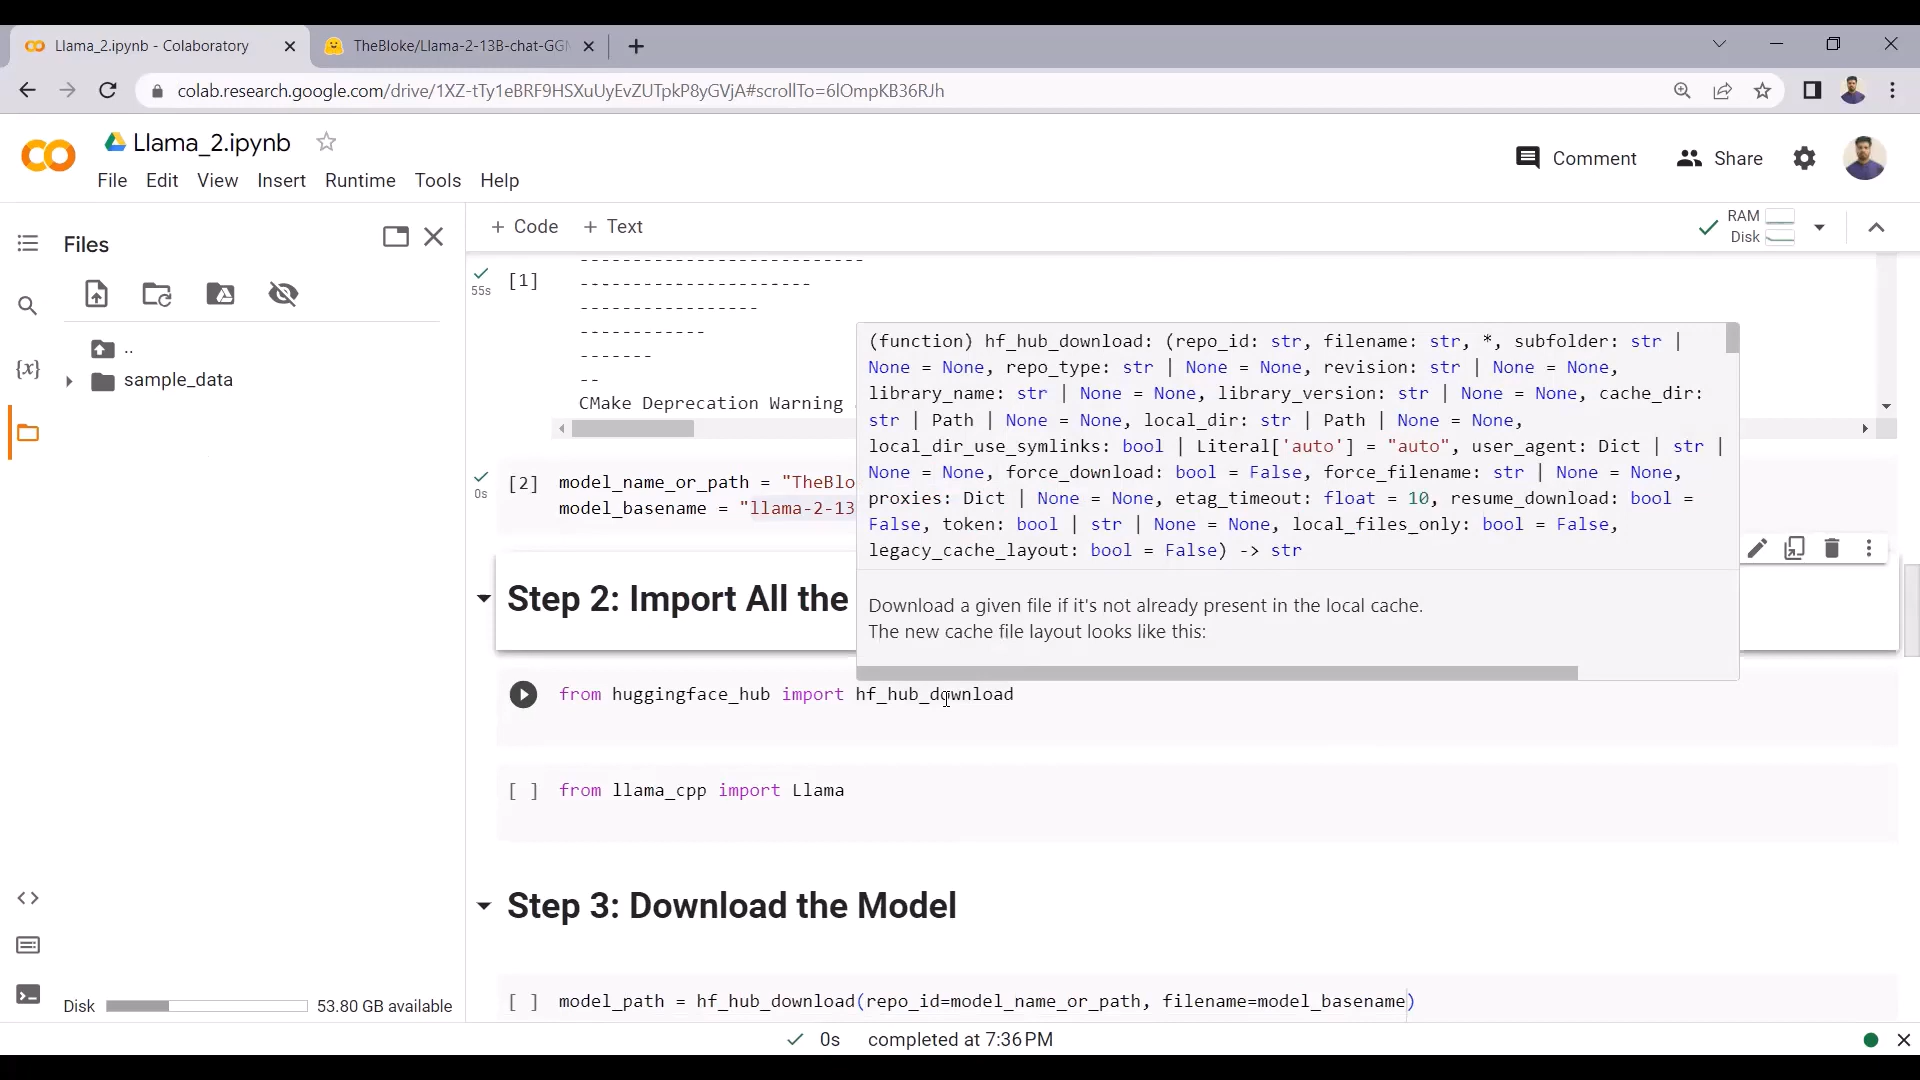 Llama_2.ipynb - Colaboratory
TheBloke/Llama-2-13B-chat-GGM
colab.research.google.com/drive/1XZ-tTy1eBRF9HSXuUyEvZUTpkP8yGVjA#scrollTo=6lOmpKB36RJh
Llama_2.ipynb
Comment
Share
File Edit View Insert Runtime Tools Help
Files
+ Code + Text
RAM
Disk
..
sample_data
{x}
55s
[1]
--------------------------
----------------------
-----------------
------------
-------
--
CMake Deprecation Warning
(function) hf_hub_download: (repo_id: str, filename: str, *, subfolder: str |
None = None, repo_type: str | None = None, revision: str | None = None,
library_name: str | None = None, library_version: str | None = None, cache_dir:
str | Path | None = None, local_dir: str | Path | None = None,
local_dir_use_symlinks: bool | Literal['auto'] = "auto", user_agent: Dict | str |
None = None, force_download: bool = False, force_filename: str | None = None,
proxies: Dict | None = None, etag_timeout: float = 10, resume_download: bool =
False, token: bool | str | None = None, local_files_only: bool = False,
legacy_cache_layout: bool = False) -> str
Download a given file if it's not already present in the local cache.
The new cache file layout looks like this:
0s
[2] model_name_or_path = "TheBlo
model_basename = "llama-2-13
Step 2: Import All the
from huggingface_hub import hf_hub_download
[ ] from llama_cpp import Llama
Step 3: Download the Model
[ ] model_path = hf_hub_download(repo_id=model_name_or_path, filename=model_basename)
Disk 53.80 GB available
0s completed at 7:36 PM